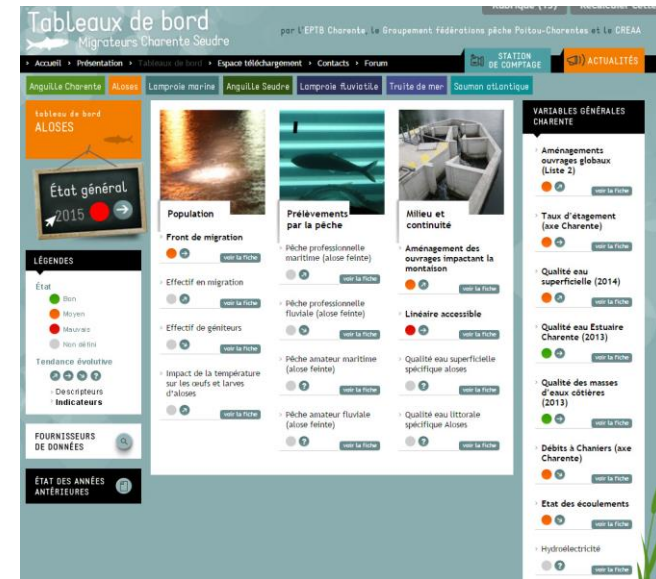 Rubrique (13) Recalculer cette
Tableaux de bord
Migrateurs Charente Seudre
par l'EPTB Charente, le Groupement fédérations pêche Poitou-Charentes et le CREAA
Accueil Présentation Tableaux de bord Espace téléchargement Contacts Forum
STATION
DE COMPTAGE
ACTUALITÉS
Anguille Charente Aloses Lamproie marine Anguille Seudre Lamproie fluviatile Truite de mer Saumon atlantique
tableau de bord
ALOSES
État général
2015
LÉGENDES
État
Bon
Moyen
Mauvais
Non défini
Tendance évolutive
?
Descripteurs
Indicateurs
FOURNISSEURS
DE DONNÉES
ÉTAT DES ANNÉES
ANTÉRIEURES
Population
Front de migration
voir la fiche
Effectif en migration
voir la fiche
Effectif de géniteurs
voir la fiche
Impact de la température
sur les œufs et larves
d'aloses
voir la fiche
Prélèvements
par la pêche
Pêche professionnelle
maritime (alose feinte)
voir la fiche
Pêche professionnelle
fluviale (alose feinte)
voir la fiche
Pêche amateur maritime
(alose feinte)
? voir la fiche
Pêche amateur fluviale
(alose feinte)
? voir la fiche
Milieu et
continuité
Aménagement des
ouvrages impactant la
montaison
voir la fiche
Linéaire accessible
voir la fiche
Qualité eau superficielle
spécifique aloses
? voir la fiche
Qualité eau littorale
spécifique Aloses
? voir la fiche
VARIABLES GÉNÉRALES
CHARENTE
Aménagements
ouvrages globaux
(Liste 2)
voir la fiche
Taux d'étagement
(axe Charente)
voir la fiche
Qualité eau
superficielle (2014)
voir la fiche
Qualité eau Estuaire
Charente (2013)
voir la fiche
Qualité des masses
d'eaux côtières
(2013)
voir la fiche
Débits à Chaniers (axe
Charente)
voir la fiche
Etat des écoulements
voir la fiche
Hydroélectricité
? voir la fiche